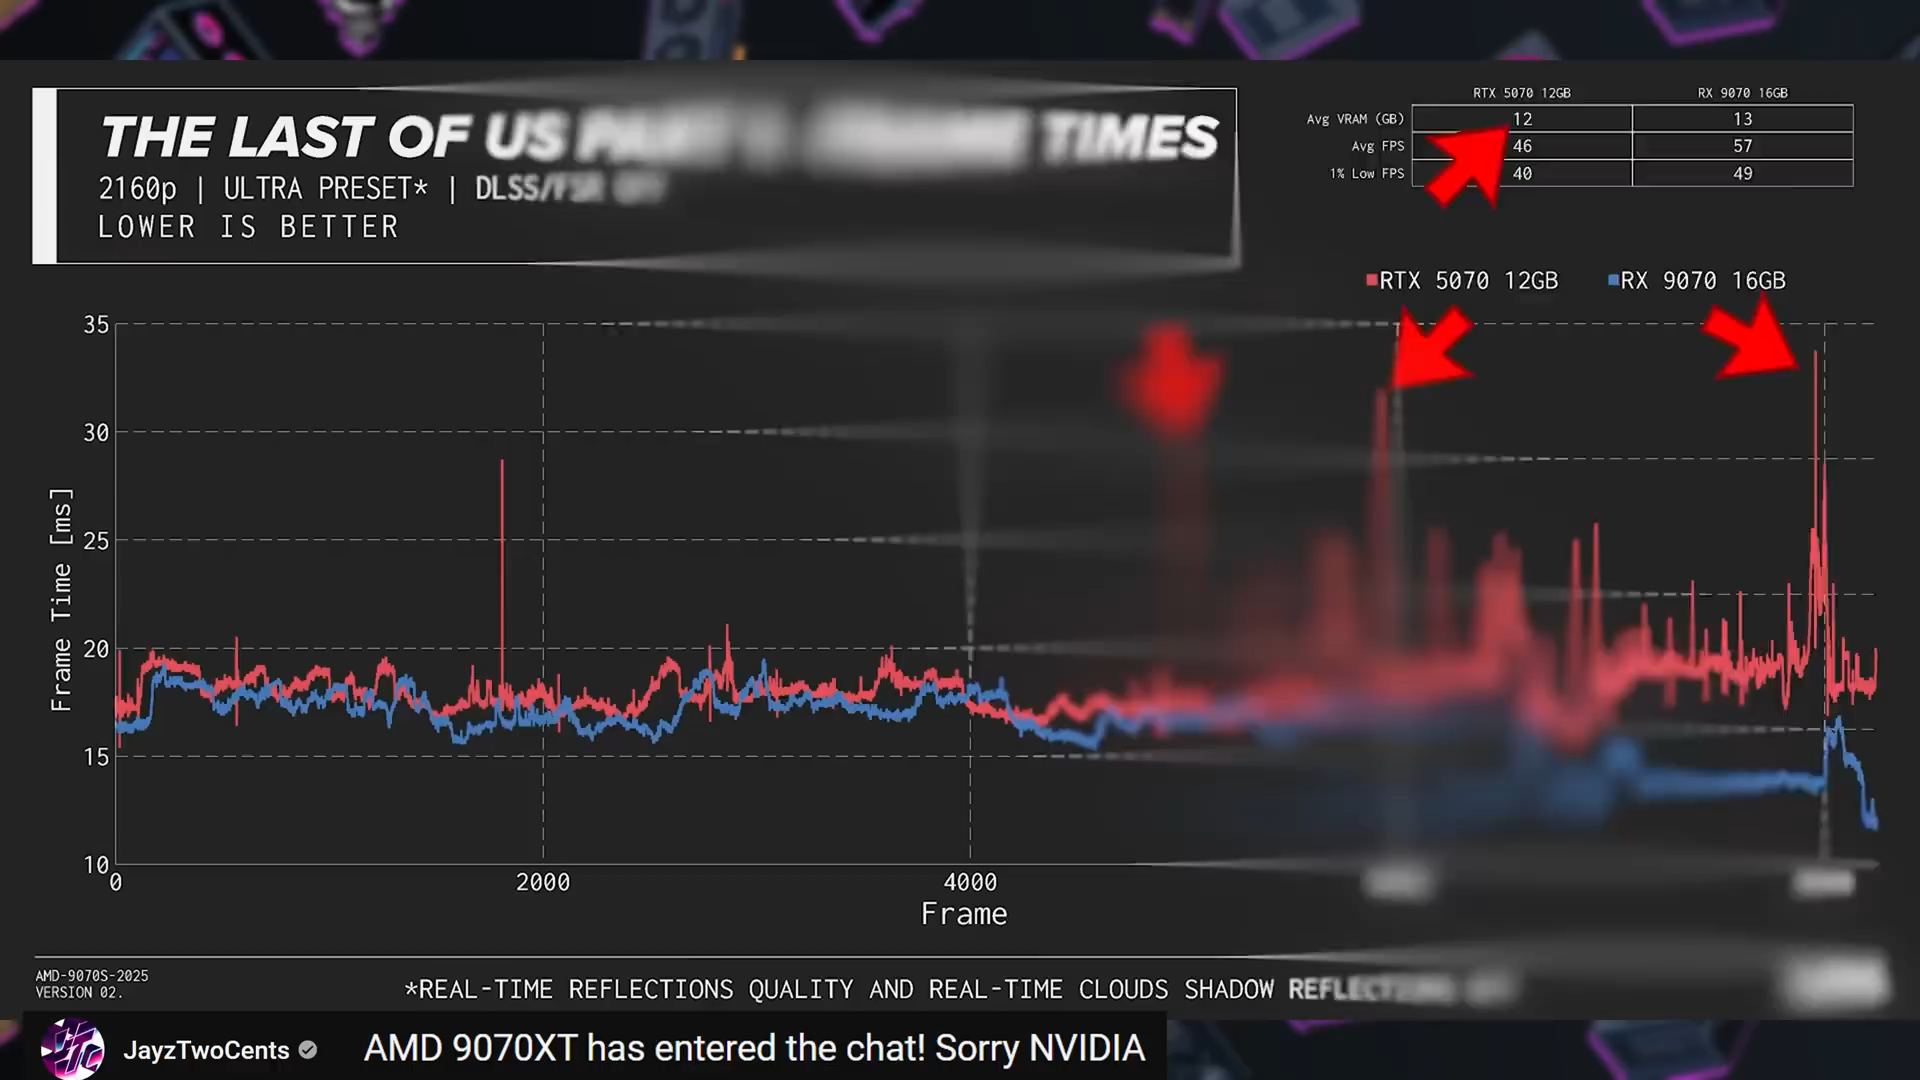 THE LAST OF US TIMES
2160p | ULTRA PRESET* | DLSS/FSR OFF
LOWER IS BETTER
RTX 5070 12GB RX 9070 16GB
Avg VRAM (GB) 12 13
Avg FPS 46 57
1% Low FPS 40 49
RTX 5070 12GB RX 9070 16GB
35
30
25
20
15
10
Frame Time [ms]
0 2000 4000
Frame
AMD-9070S-2025
VERSION 02.
*REAL-TIME REFLECTIONS QUALITY AND REAL-TIME CLOUDS SHADOW REFLECTIONS
JayzTwoCents
AMD 9070XT has entered the chat! Sorry NVIDIA